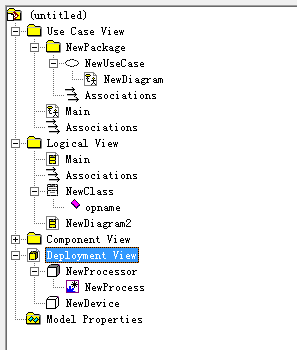 (untitled)
Use Case View
NewPackage
NewUseCase
NewDiagram
Associations
Main
Associations
Logical View
Main
Associations
NewClass
opname
NewDiagram2
Component View
Deployment View
NewProcessor
NewProcess
NewDevice
Model Properties